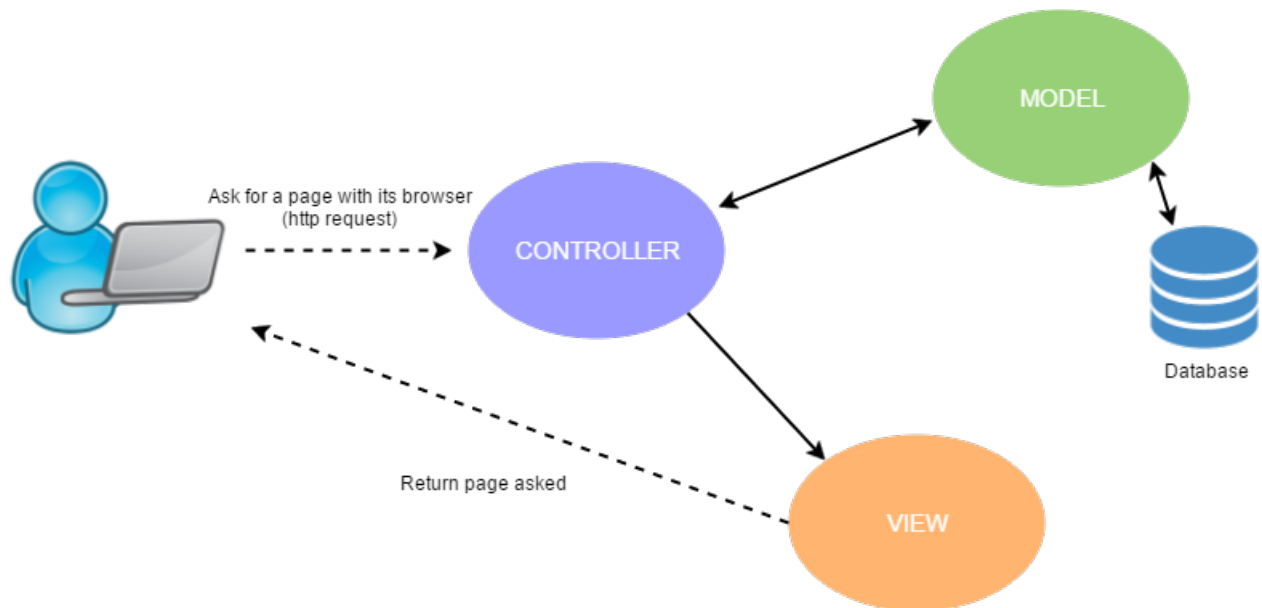 MODEL
Ask for a page with its browser
(http request)
CONTROLLER
Database
Return page asked
VIEW